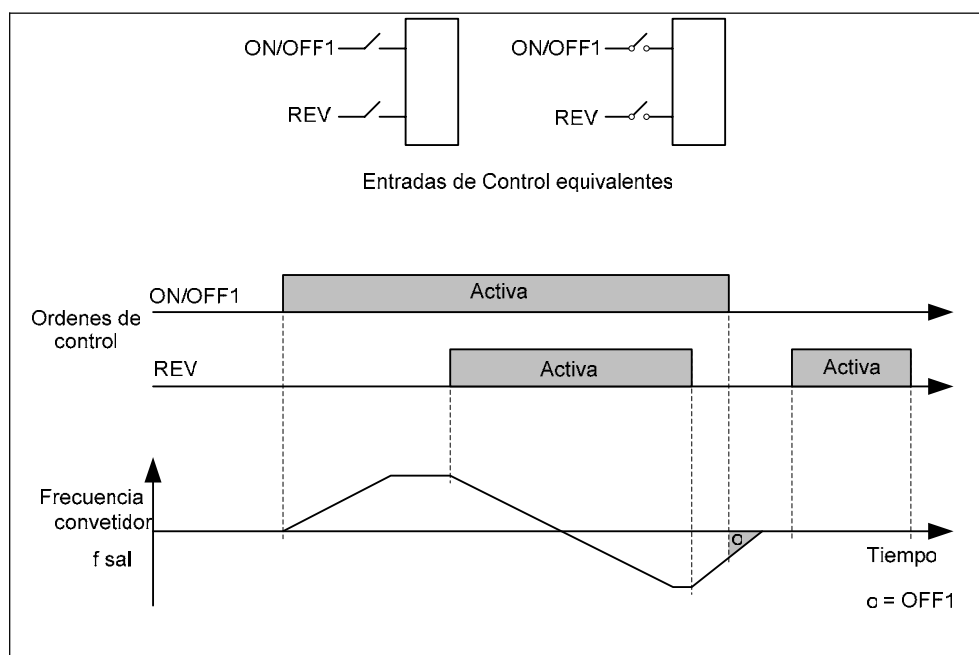 ON/OFF1
ON/OFF1
REV
REV
Entradas de Control equivalentes
ON/OFF1
Activa
Ordenes de
control
REV
Activa
Activa
Frecuencia
convetidor
f sal
o
Tiempo
o = OFF1